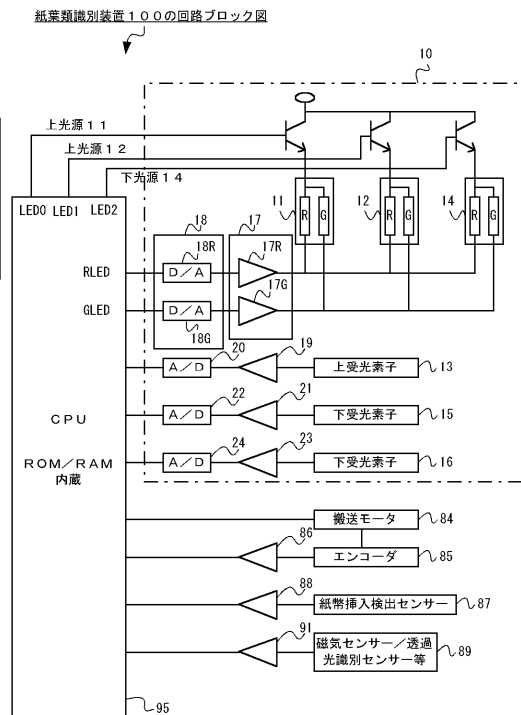 紙葉類識別装置100の回路ブロック図
10
上光源11
上光源12
下光源14
LED0 LED1 LED2
11 R G
12 R G
14 R G
18 17
18R 17R
RLED D/A
GLED D/A
17G
18G
20 19
A/D 上受光素子 13
22 21
A/D 下受光素子 15
24 23
A/D 下受光素子 16
CPU
ROM/RAM
内蔵
搬送モータ 84
86
エンコーダ 85
88
紙幣挿入検出センサー 87
91
磁気センサー/透過
光識別センサー等 89
95